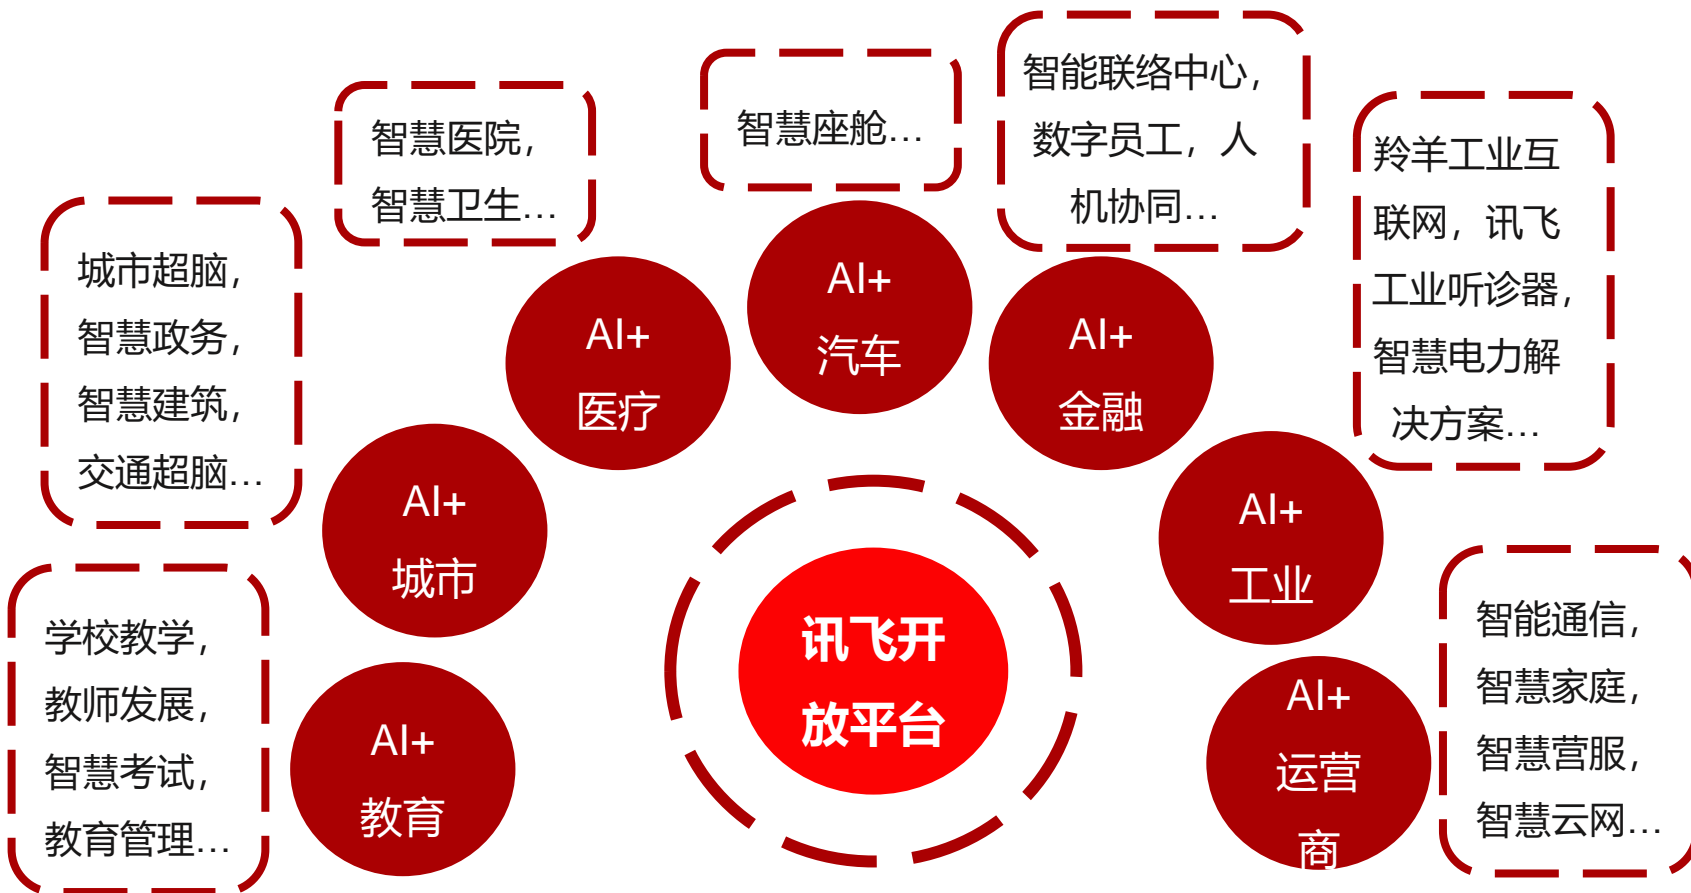 智慧医院，
智慧卫生…
智慧座舱…
智能联络中心，
数字员工，人
机协同…
羚羊工业互
联网，讯飞
工业听诊器，
智慧电力解
决方案…
城市超脑，
智慧政务，
智慧建筑，
交通超脑…
AI+
医疗
AI+
汽车
AI+
金融
AI+
城市
AI+
工业
学校教学，
教师发展，
智慧考试，
教育管理…
AI+
教育
讯飞开
放平台
AI+
运营
商
智能通信，
智慧家庭，
智慧营服，
智慧云网…